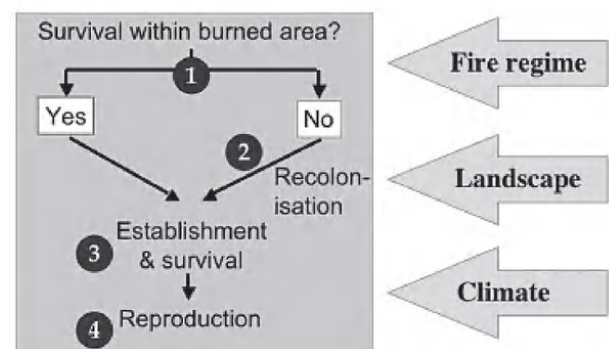 Survival within burned area?
1
Fire regime
Yes
No
2
Recolon-
isation
Landscape
3
Establishment
& survival
Climate
4
Reproduction